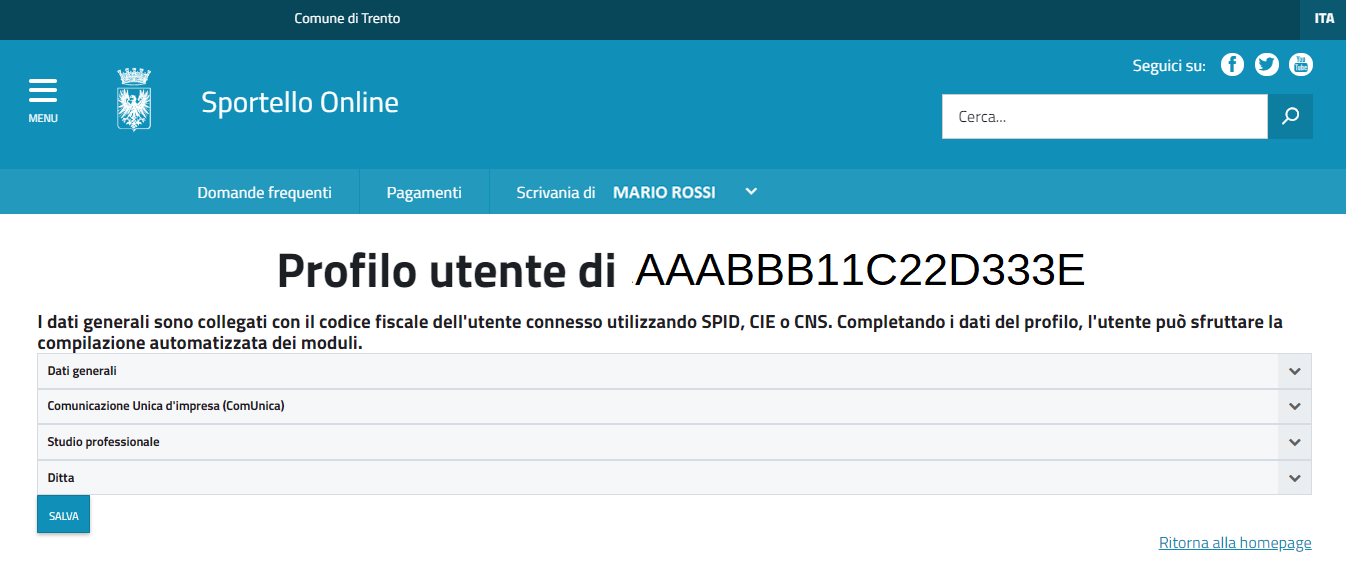 Comune di Trento
ITA
Seguici su:
You Tube
MENU
Sportello Online
Cerca...
Domande frequenti
Pagamenti
Scrivania di MARIO ROSSI
Profilo utente di AAABBB11C22D333E
I dati generali sono collegati con il codice fiscale dell'utente connesso utilizzando SPID, CIE o CNS. Completando i dati del profilo, l'utente può sfruttare la
compilazione automatizzata dei moduli.
Dati generali
Comunicazione Unica d'impresa (ComUnica)
Studio professionale
Ditta
SALVA
Ritorna alla homepage